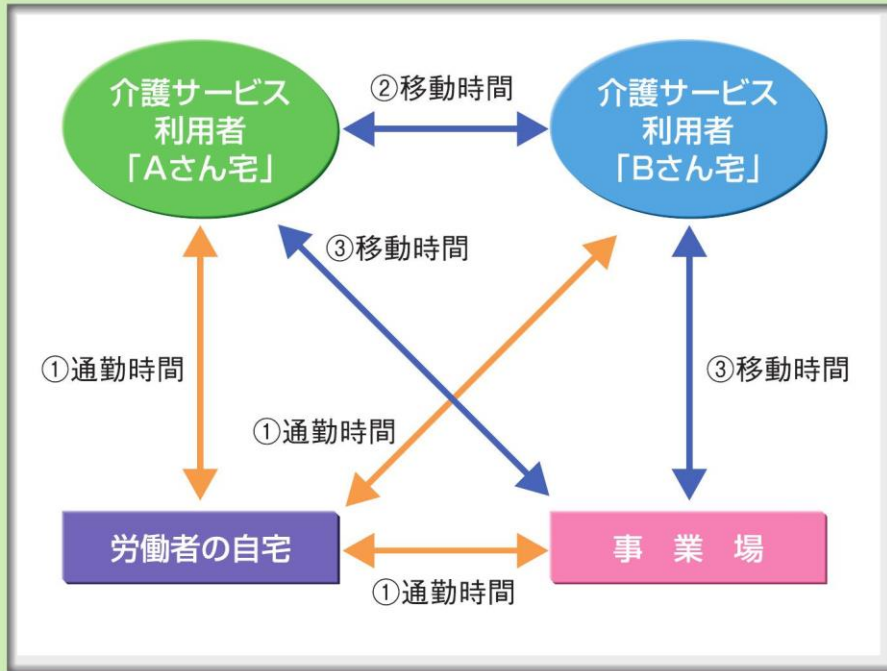 介護サービス
利用者
「Aさん宅」
②移動時間
介護サービス
利用者
「Bさん宅」
③移動時間
①通勤時間
③移動時間
①通勤時間
労働者の自宅
事業場
①通勤時間